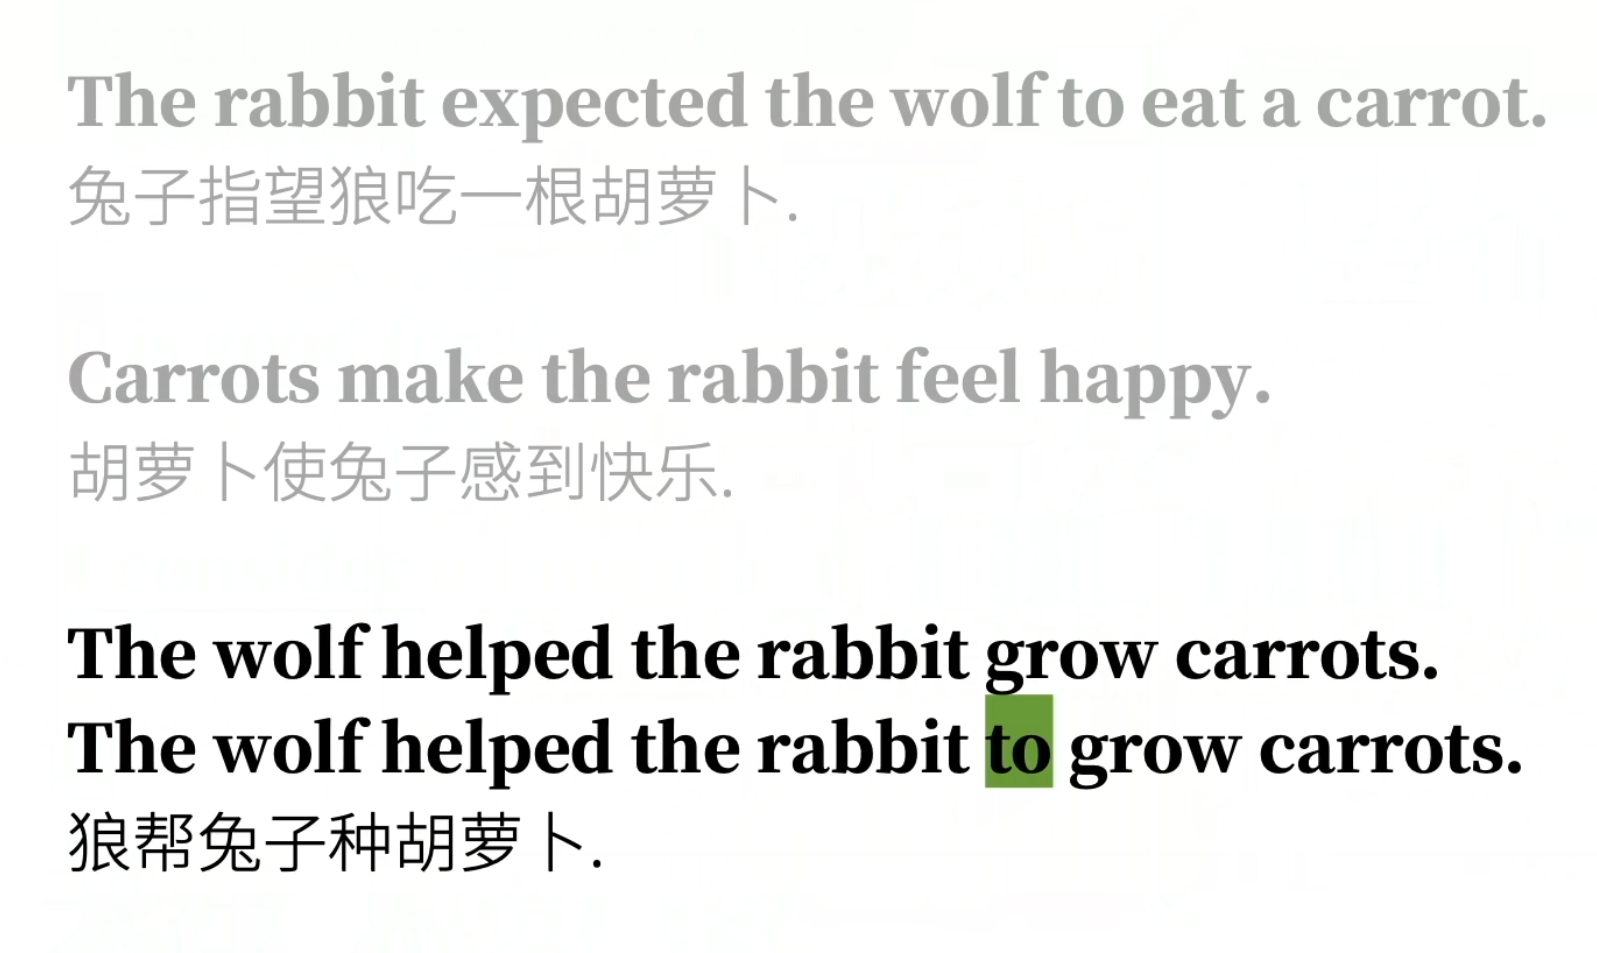 The rabbit expected the wolf to eat a carrot.
兔子指望狼吃一根胡萝卜.
Carrots make the rabbit feel happy.
胡萝卜使兔子感到快乐.
The wolf helped the rabbit grow carrots.
The wolf helped the rabbit to grow carrots.
狼帮兔子种胡萝卜.